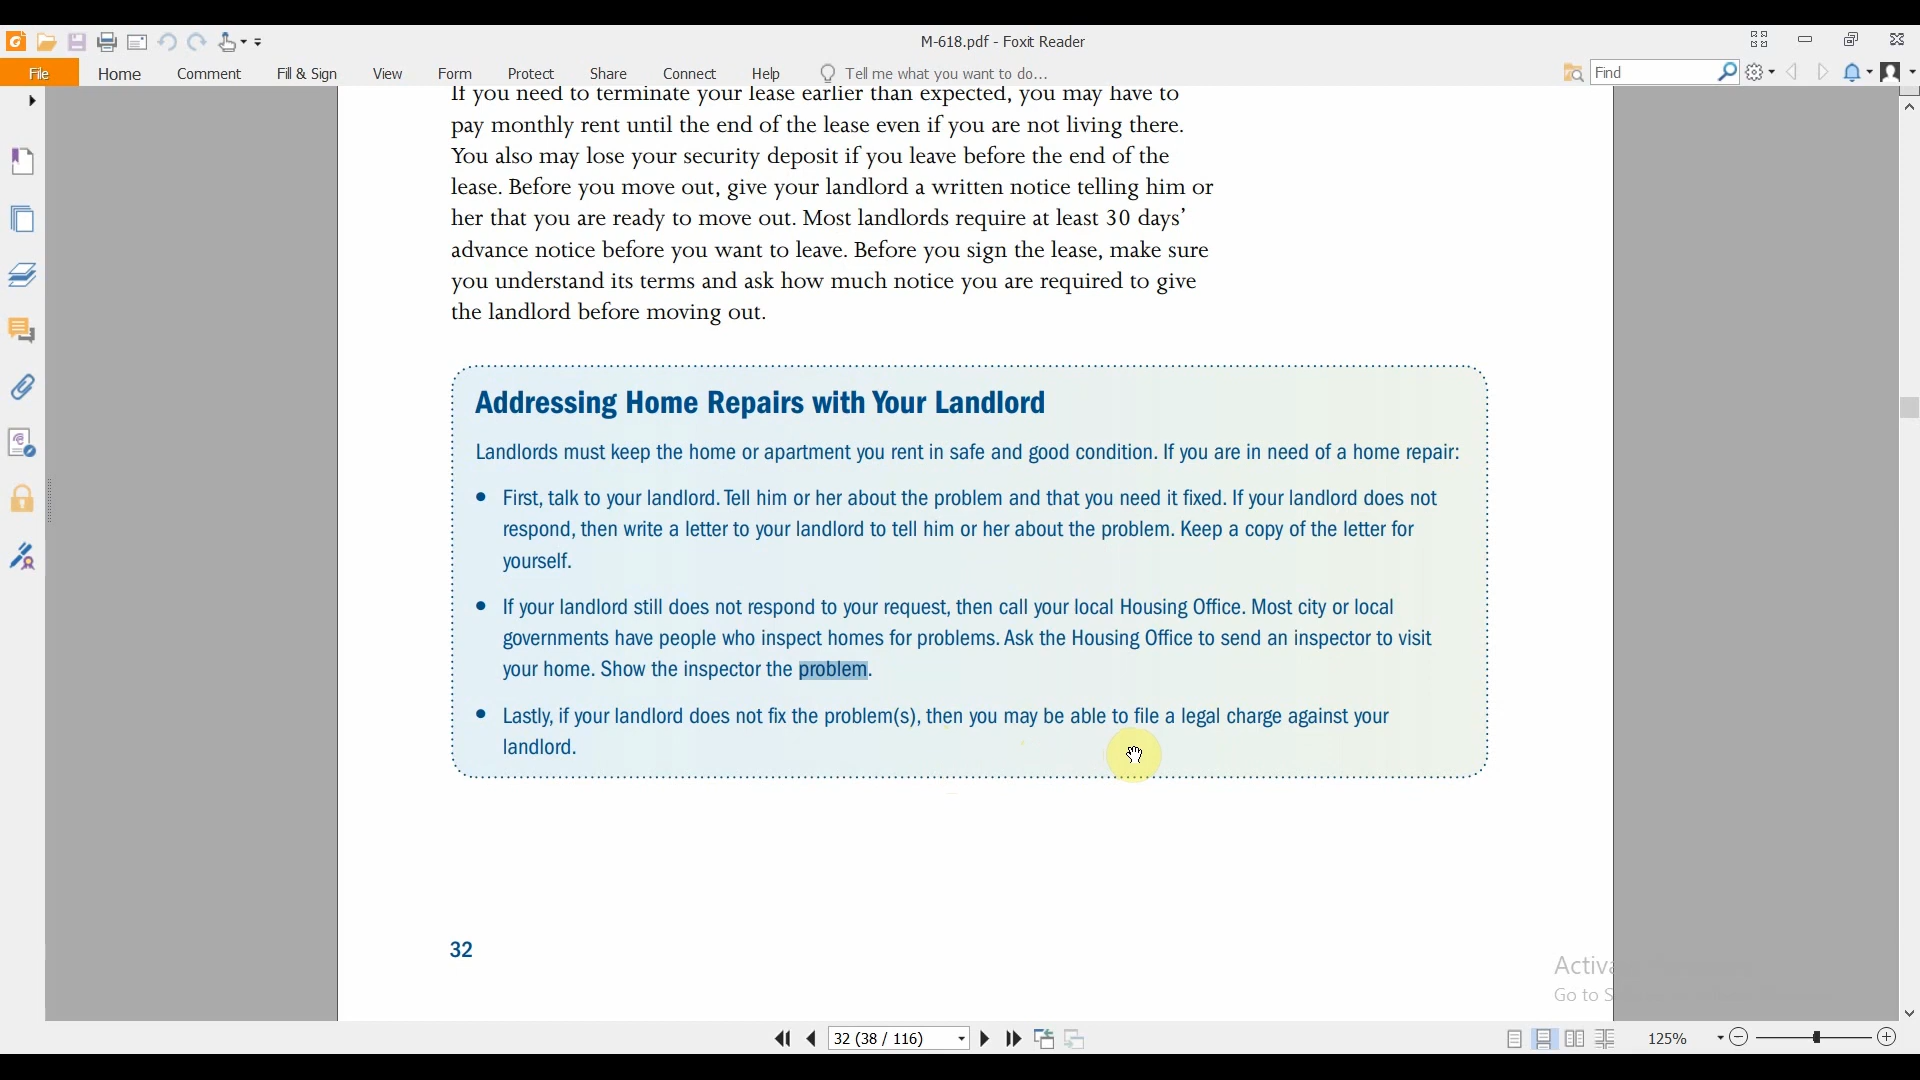 M-618.pdf - Foxit Reader
File Home Comment Fill & Sign View Form Protect Share Connect Help Tell me what you want to do... Find
If you need to terminate your lease earlier than expected, you may have to
pay monthly rent until the end of the lease even if you are not living there.
You also may lose your security deposit if you leave before the end of the
lease. Before you move out, give your landlord a written notice telling him or
her that you are ready to move out. Most landlords require at least 30 days’
advance notice before you want to leave. Before you sign the lease, make sure
you understand its terms and ask how much notice you are required to give
the landlord before moving out.
Addressing Home Repairs with Your Landlord
Landlords must keep the home or apartment you rent in safe and good condition. If you are in need of a home repair:
• First, talk to your landlord. Tell him or her about the problem and that you need it fixed. If your landlord does not
respond, then write a letter to your landlord to tell him or her about the problem. Keep a copy of the letter for
yourself.
• If your landlord still does not respond to your request, then call your local Housing Office. Most city or local
governments have people who inspect homes for problems. Ask the Housing Office to send an inspector to visit
your home. Show the inspector the problem.
• Lastly, if your landlord does not fix the problem(s), then you may be able to file a legal charge against your
landlord.
32
Go to
32 (38 / 116) 125%